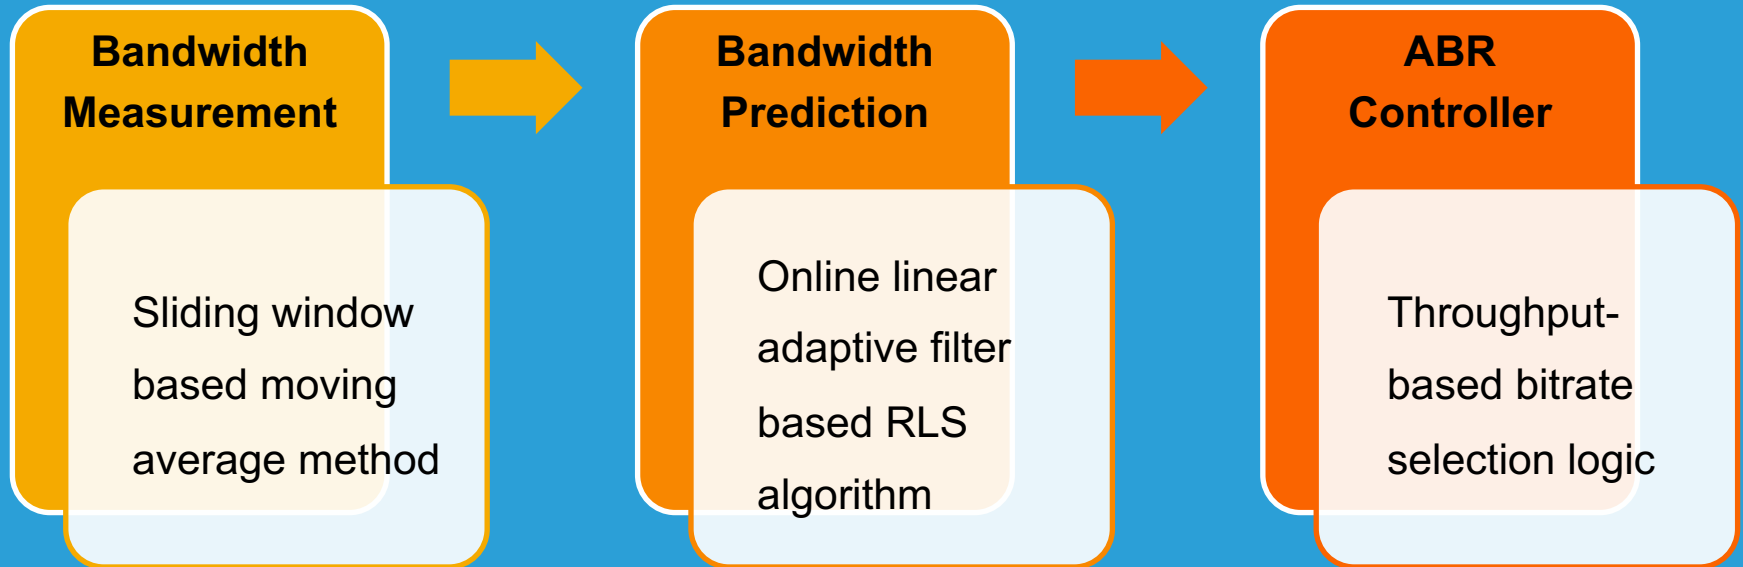 Bandwidth
Measurement
Sliding window
based moving
average method
Bandwidth
Prediction
Online linear
adaptive filter
based RLS
algorithm
ABR
Controller
Throughput-
based bitrate
selection logic